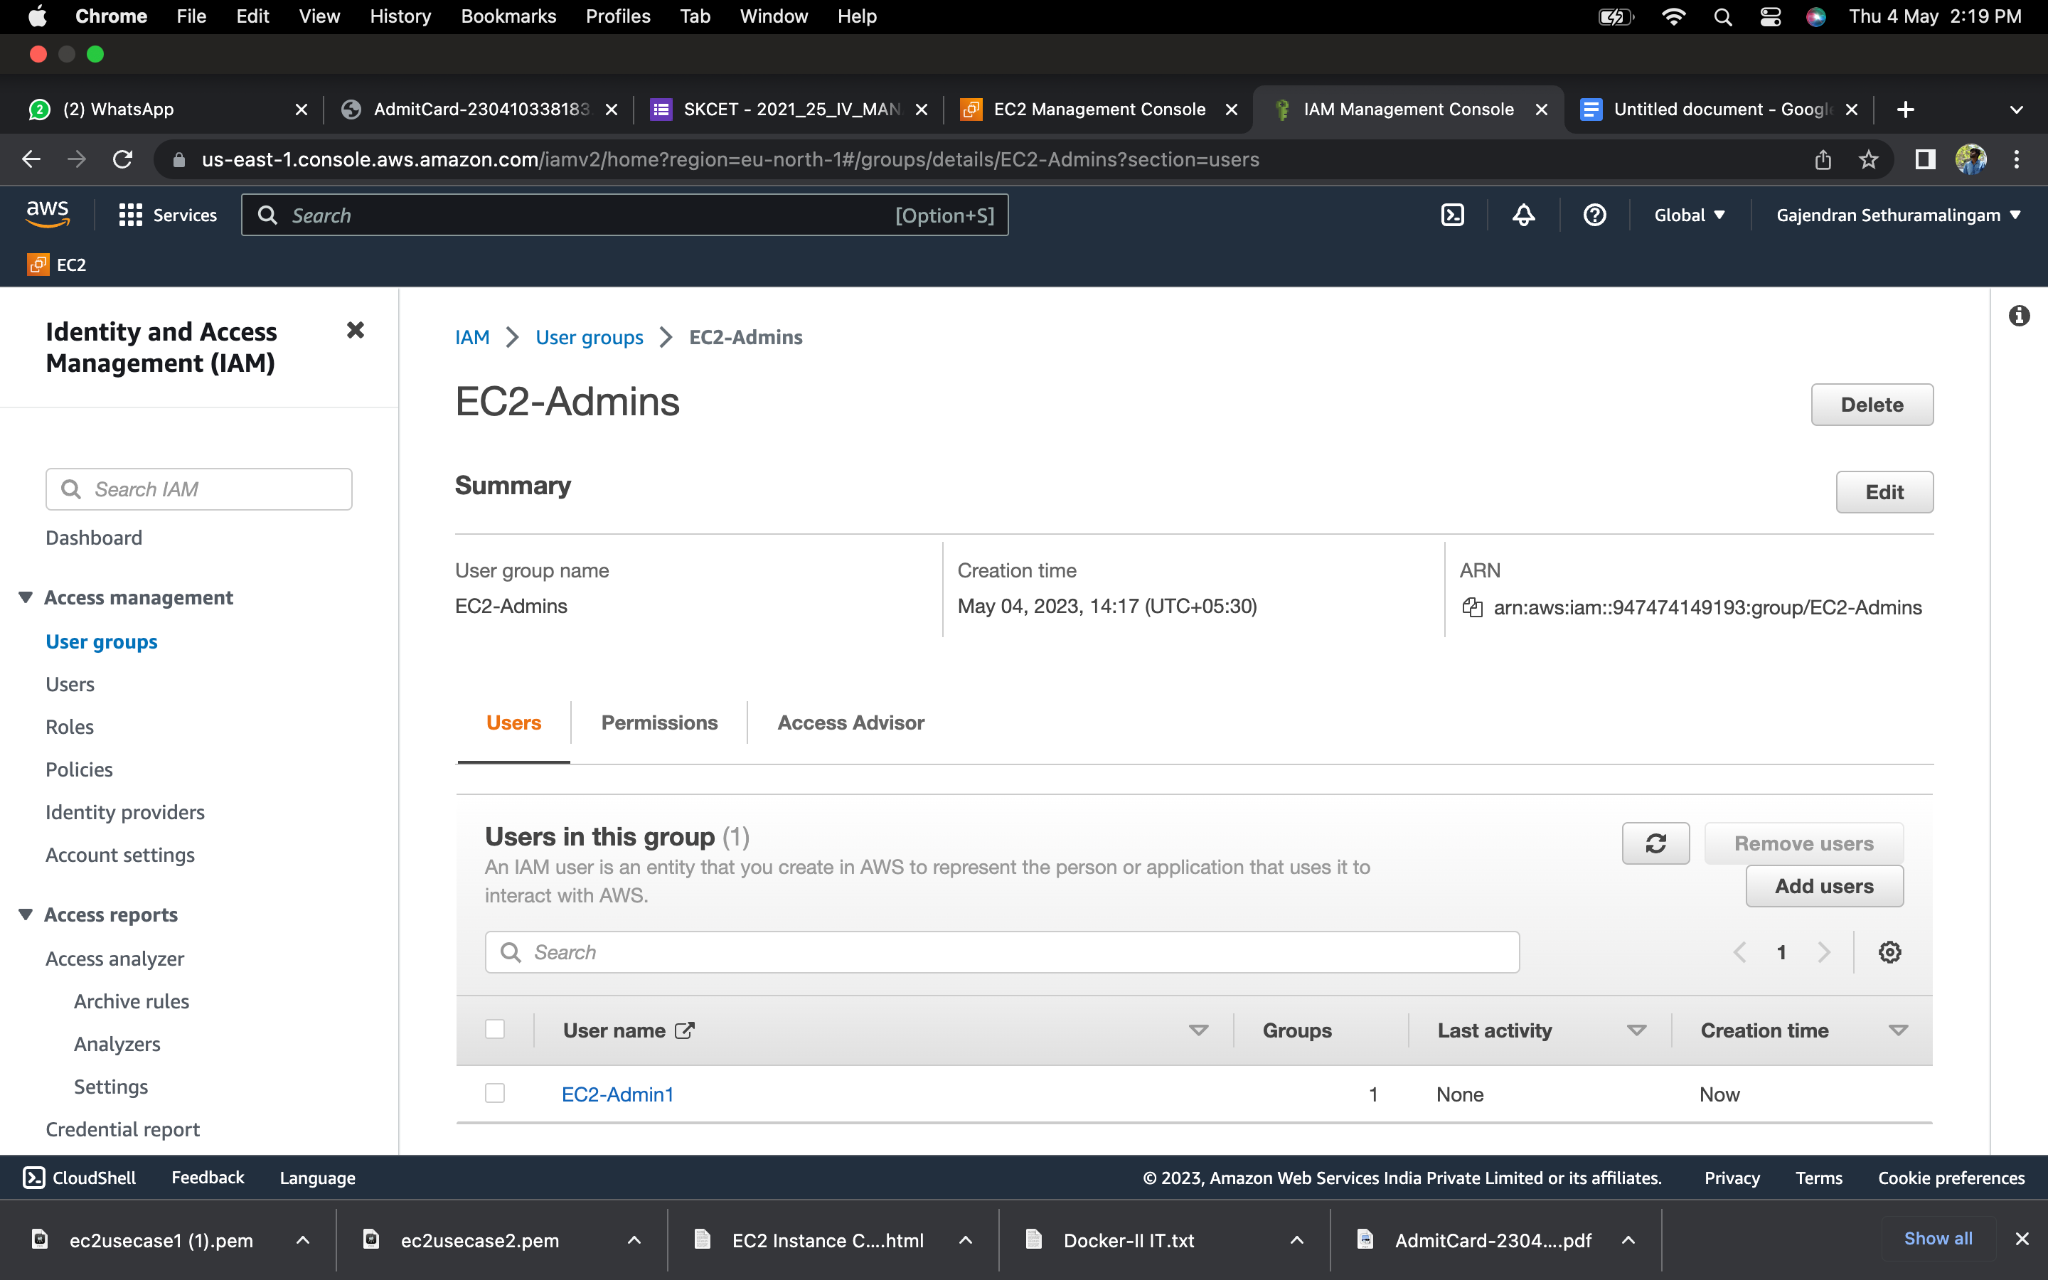 Chrome File Edit View History Bookmarks Profiles Tab Window Help Thu 4 May 2:19 PM
2 (2) WhatsApp AdmitCard-230410338183 SKCET - 2021_25_IV_MAN EC2 Management Console IAM Management Console Untitled document - Google
us-east-1.console.aws.amazon.com/iamv2/home?region=eu-north-1#/groups/details/EC2-Admins?section=users
aws Services Search [Option+S] Global Gajendran Sethuramalingam
EC2
Identity and Access
Management (IAM)
Search IAM
Dashboard
Access management
User groups
Users
Roles
Policies
Identity providers
Account settings
Access reports
Access analyzer
Archive rules
Analyzers
Settings
Credential report
IAM User groups EC2-Admins
EC2-Admins
Delete
Summary
Edit
User group name Creation time ARN
EC2-Admins May 04, 2023, 14:17 (UTC+05:30) arn:aws:iam::947474149193:group/EC2-Admins
Users Permissions Access Advisor
Users in this group (1)
An IAM user is an entity that you create in AWS to represent the person or application that uses it to
interact with AWS.
Remove users
Add users
Search 1
User name Groups Last activity Creation time
EC2-Admin1 1 None Now
CloudShell Feedback Language © 2023, Amazon Web Services India Private Limited or its affiliates. Privacy Terms Cookie preferences
ec2usecase1 (1).pem ec2usecase2.pem EC2 Instance C....html Docker-II IT.txt AdmitCard-2304....pdf Show all